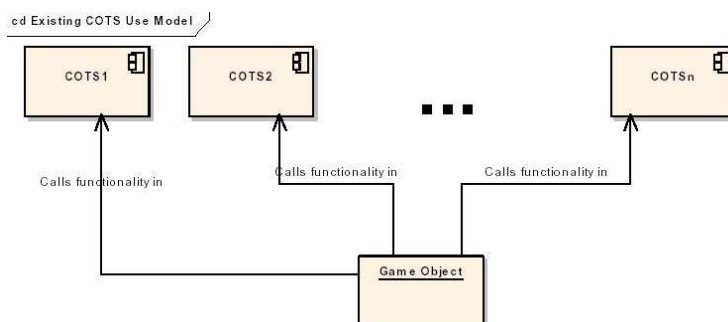 cd Existing COTS Use Model
COTS1
COTS2
COTSn
Calls functionality in
Calls functionality in
Calls functionality in
Game Object